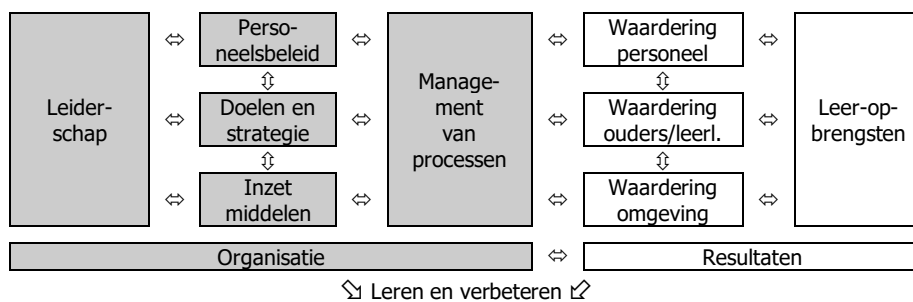 Leider-
schap
Perso-
neelsbeleid
Doelen en
strategie
Inzet
middelen
Manage-
ment
van
processen
Waardering
personeel
Waardering
ouders/leerl.
Waardering
omgeving
Leer-op-
brengsten
Organisatie
Resultaten
Leren en verbeteren